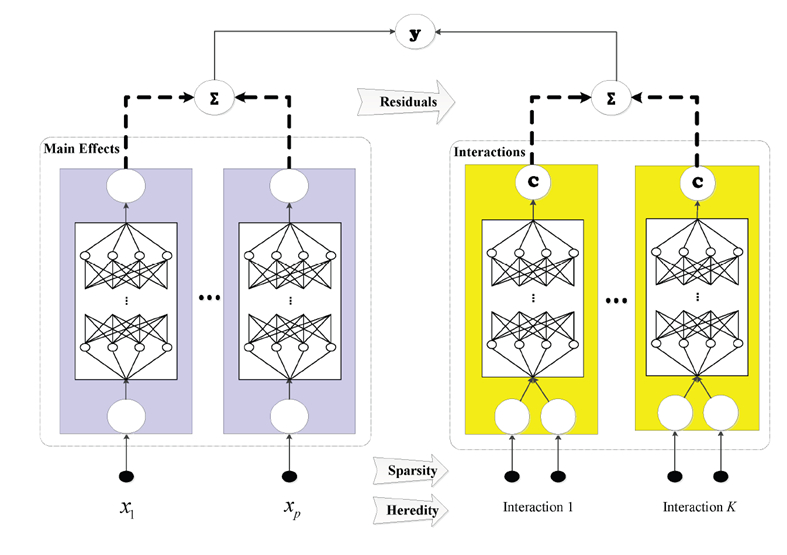 y
Σ
Residuals
Σ
Main Effects
Interactions
C
C
...
...
...
...
...
...
Sparsity
x1
xp
Heredity
Interaction 1
Interaction K